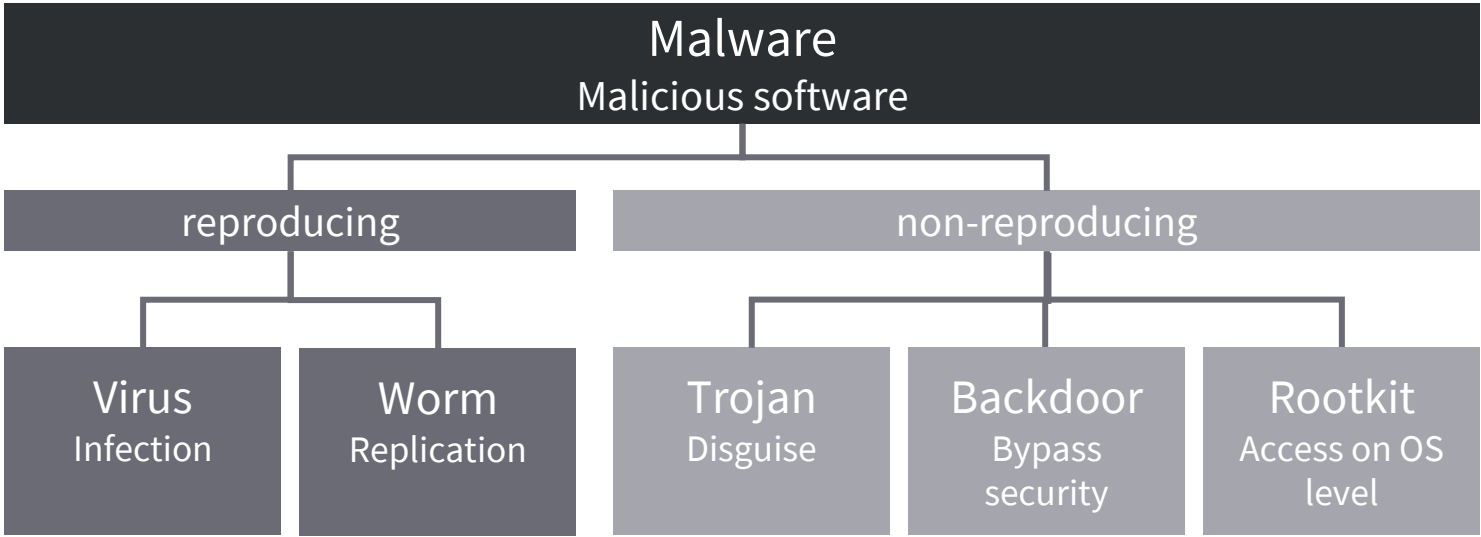 Malware
Malicious software
reproducing
non-reproducing
Virus
Infection
Worm
Replication
Trojan
Disguise
Backdoor
Bypass
security
Rootkit
Access on OS
level